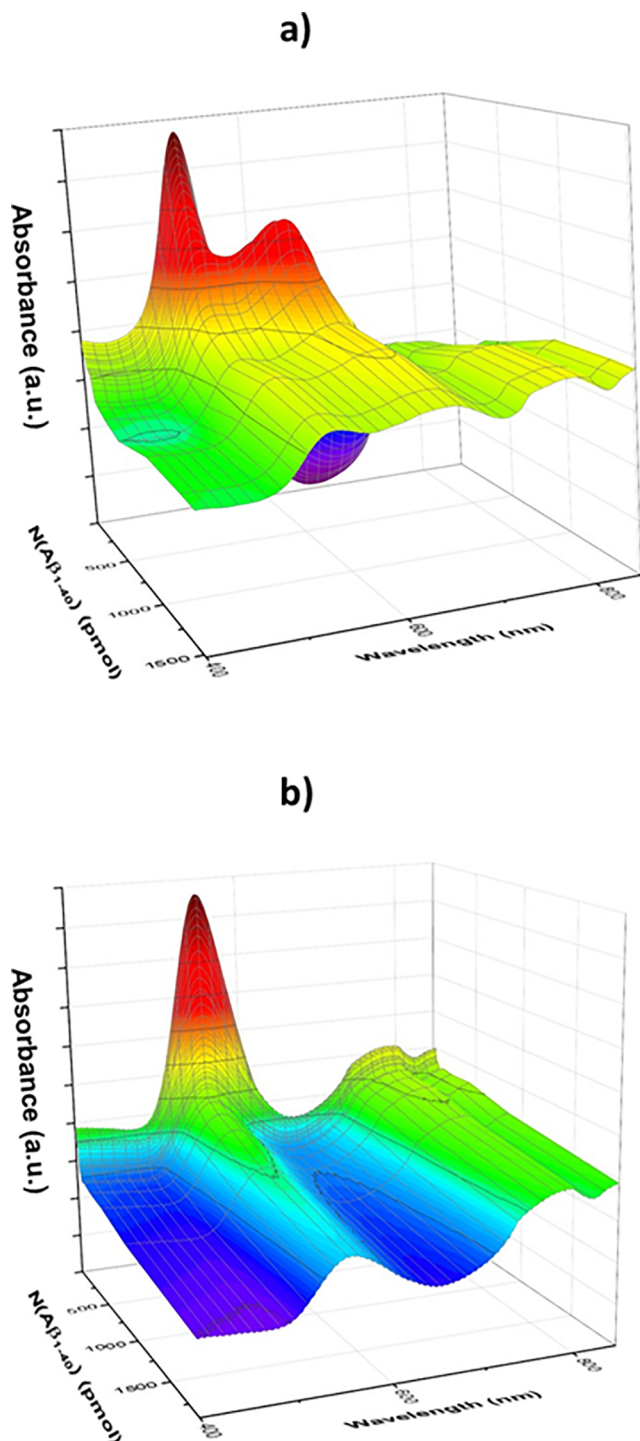 a)
Absorbance (a.u.)
500
1000
1500
N(Aβ1-40) (pmol)
400
600
800
Wavelength (nm)
b)
Absorbance (a.u.)
500
1000
1500
N(Aβ1-40) (pmol)
400
600
800
Wavelength (nm)